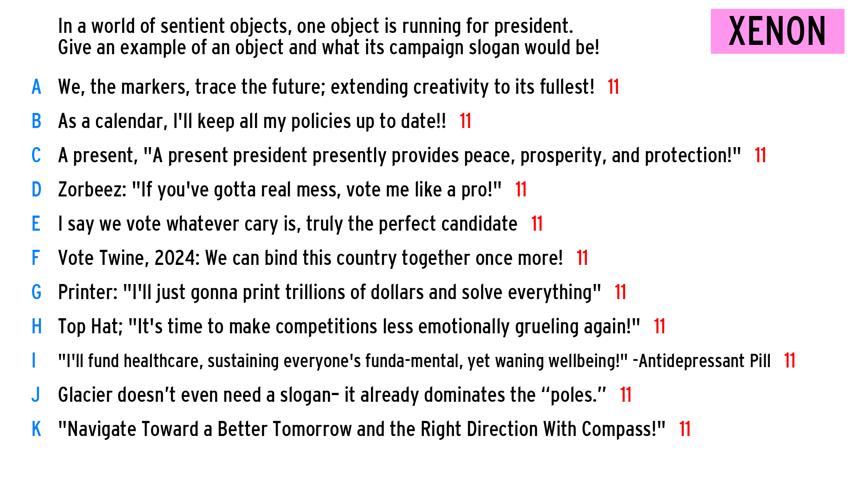 In a world of sentient objects, one object is running for president.
Give an example of an object and what its campaign slogan would be!
XENON
A We, the markers, trace the future; extending creativity to its fullest! 11
B As a calendar, I'll keep all my policies up to date!! 11
C A present, "A present president presently provides peace, prosperity, and protection!" 11
D Zorbeez: "If you've gotta real mess, vote me like a pro!" 11
E I say we vote whatever cary is, truly the perfect candidate 11
F Vote Twine, 2024: We can bind this country together once more! 11
G Printer: "I'll just gonna print trillions of dollars and solve everything" 11
H Top Hat; "It's time to make competitions less emotionally grueling again!" 11
I "I'll fund healthcare, sustaining everyone's funda-mental, yet waning wellbeing!" -Antidepressant Pill 11
J Glacier doesn’t even need a slogan– it already dominates the “poles.” 11
K "Navigate Toward a Better Tomorrow and the Right Direction With Compass!" 11